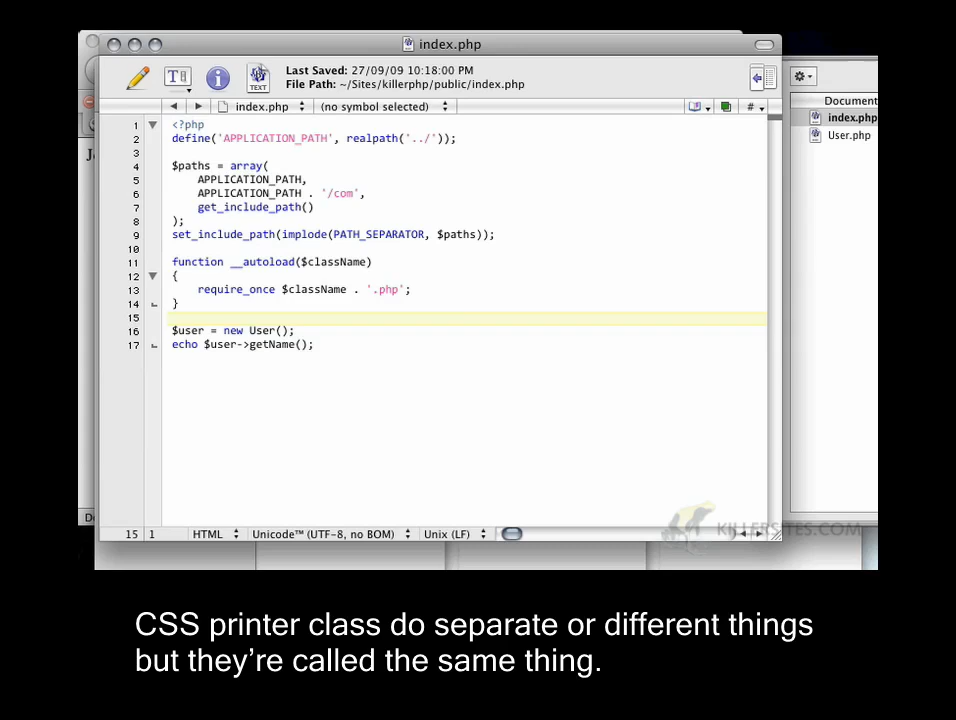 index.php
Last Saved: 27/09/09 10:18:00 PM
File Path: ~/Sites/killerphp/public/index.php
TEXT
index.php
(no symbol selected)
#
Document
index.php
User.php
1 <?php
2 define('APPLICATION_PATH', realpath('../'));
3
4 $paths = array(
5 APPLICATION_PATH,
6 APPLICATION_PATH . '/com',
7 get_include_path()
8 );
9 set_include_path(implode(PATH_SEPARATOR, $paths));
10
11 function __autoload($className)
12 {
13 require_once $className . '.php';
14 }
15
16 $user = new User();
17 echo $user->getName();
15 1 HTML Unicode™ (UTF-8, no BOM) Unix (LF)
KILLERSITES.COM
CSS printer class do separate or different things
but they’re called the same thing.